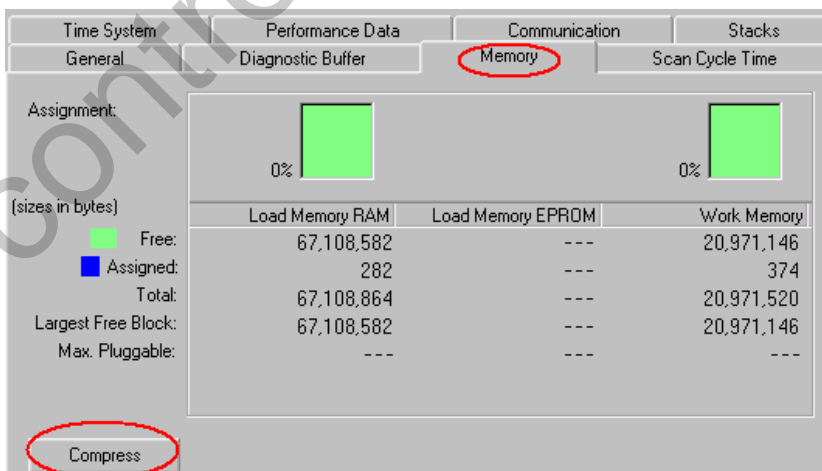 Time System Performance Data Communication Stacks
General Diagnostic Buffer Memory Scan Cycle Time
Assignment:
0% 0%
(sizes in bytes)
Load Memory RAM Load Memory EPROM Work Memory
Free: 67,108,582 --- 20,971,146
Assigned: 282 --- 374
Total: 67,108,864 --- 20,971,520
Largest Free Block: 67,108,582 --- 20,971,146
Max. Pluggable: --- --- ---
Compress
contro